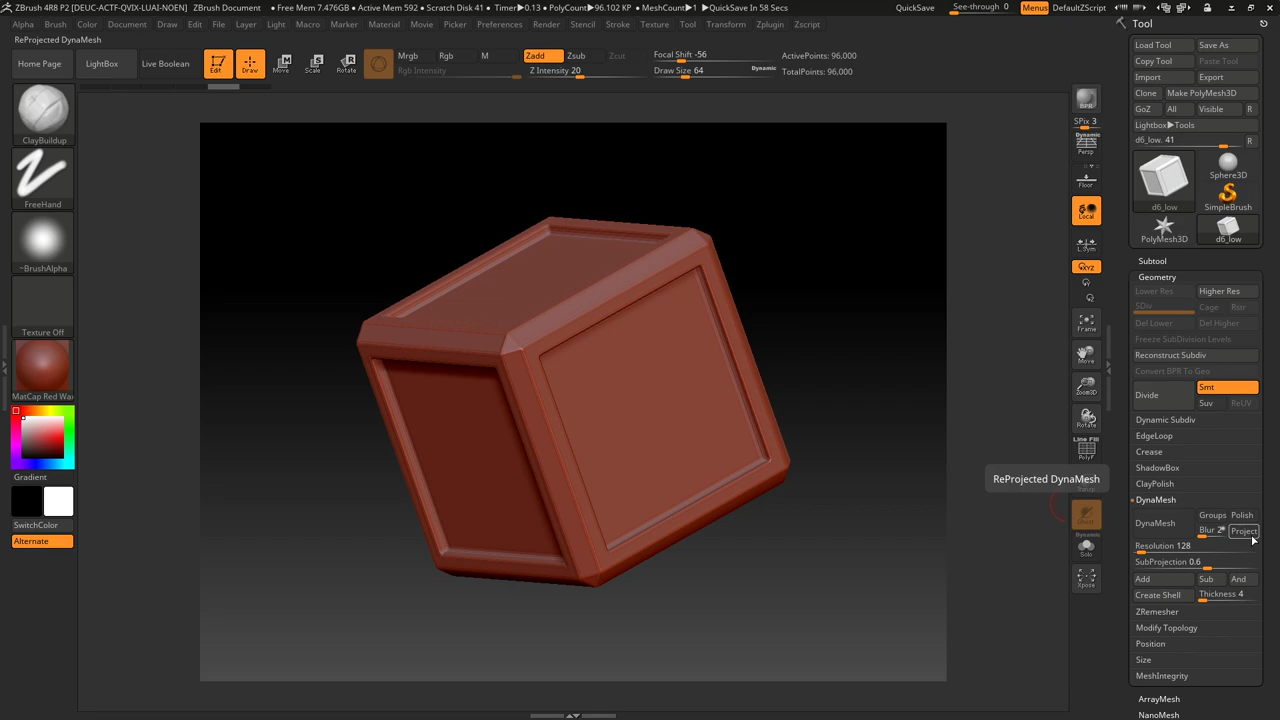 ZBrush 4R8 P2 [DEUC-ACTF-QVIX-LUAI-NOEN] ZBrush Document • Free Mem 7.476GB • Active Mem 592 • Scratch Disk 41 • Timer▶0.13 • PolyCount▶96.102 KP • MeshCount▶1 ▶QuickSave In 58 Secs QuickSave See-through 0 Menus DefaultZScript
Alpha Brush Color Document Draw Edit File Layer Light Macro Marker Material Movie Picker Preferences Render Stencil Stroke Texture Tool Transform Zplugin Zscript
ReProjected DynaMesh
Home Page LightBox Live Boolean Edit Draw Move Scale Rotate
Mrgb Rgb M Zadd Zsub Zcut Focal Shift -56 ActivePoints: 96,000
Rgb Intensity Z Intensity 20 Draw Size 64 Dynamic TotalPoints: 96,000
ClayBuildup
FreeHand
~BrushAlpha
Texture Off
MatCap Red Wa
Gradient
SwitchColor
Alternate
BPR
SPix 3
Dynamic
Persp
Floor
Local
L.Sym
XYZ
Frame
Move
Zoom3D
Rotate
Line Fill
PolyF
ReProjected DynaMesh
Transp
Ghost
Dynamic
Solo
Xpose
Tool
Load Tool Save As
Copy Tool Paste Tool
Import Export
Clone Make PolyMesh3D
GoZ All Visible R
Lightbox▶Tools
d6_low. 41 R
d6_low Sphere3D
SimpleBrush
PolyMesh3D d6_low
Subtool
Geometry
Lower Res Higher Res
SDiv Cage Rstr
Del Lower Del Higher
Freeze SubDivision Levels
Reconstruct Subdiv
Convert BPR To Geo
Divide Smt
Suv ReUV
Dynamic Subdiv
EdgeLoop
Crease
ShadowBox
ClayPolish
DynaMesh
DynaMesh Groups Polish
Blur 2 Project
Resolution 128
SubProjection 0.6
Add Sub And
Create Shell Thickness 4
ZRemesher
Modify Topology
Position
Size
MeshIntegrity
ArrayMesh
NanoMesh